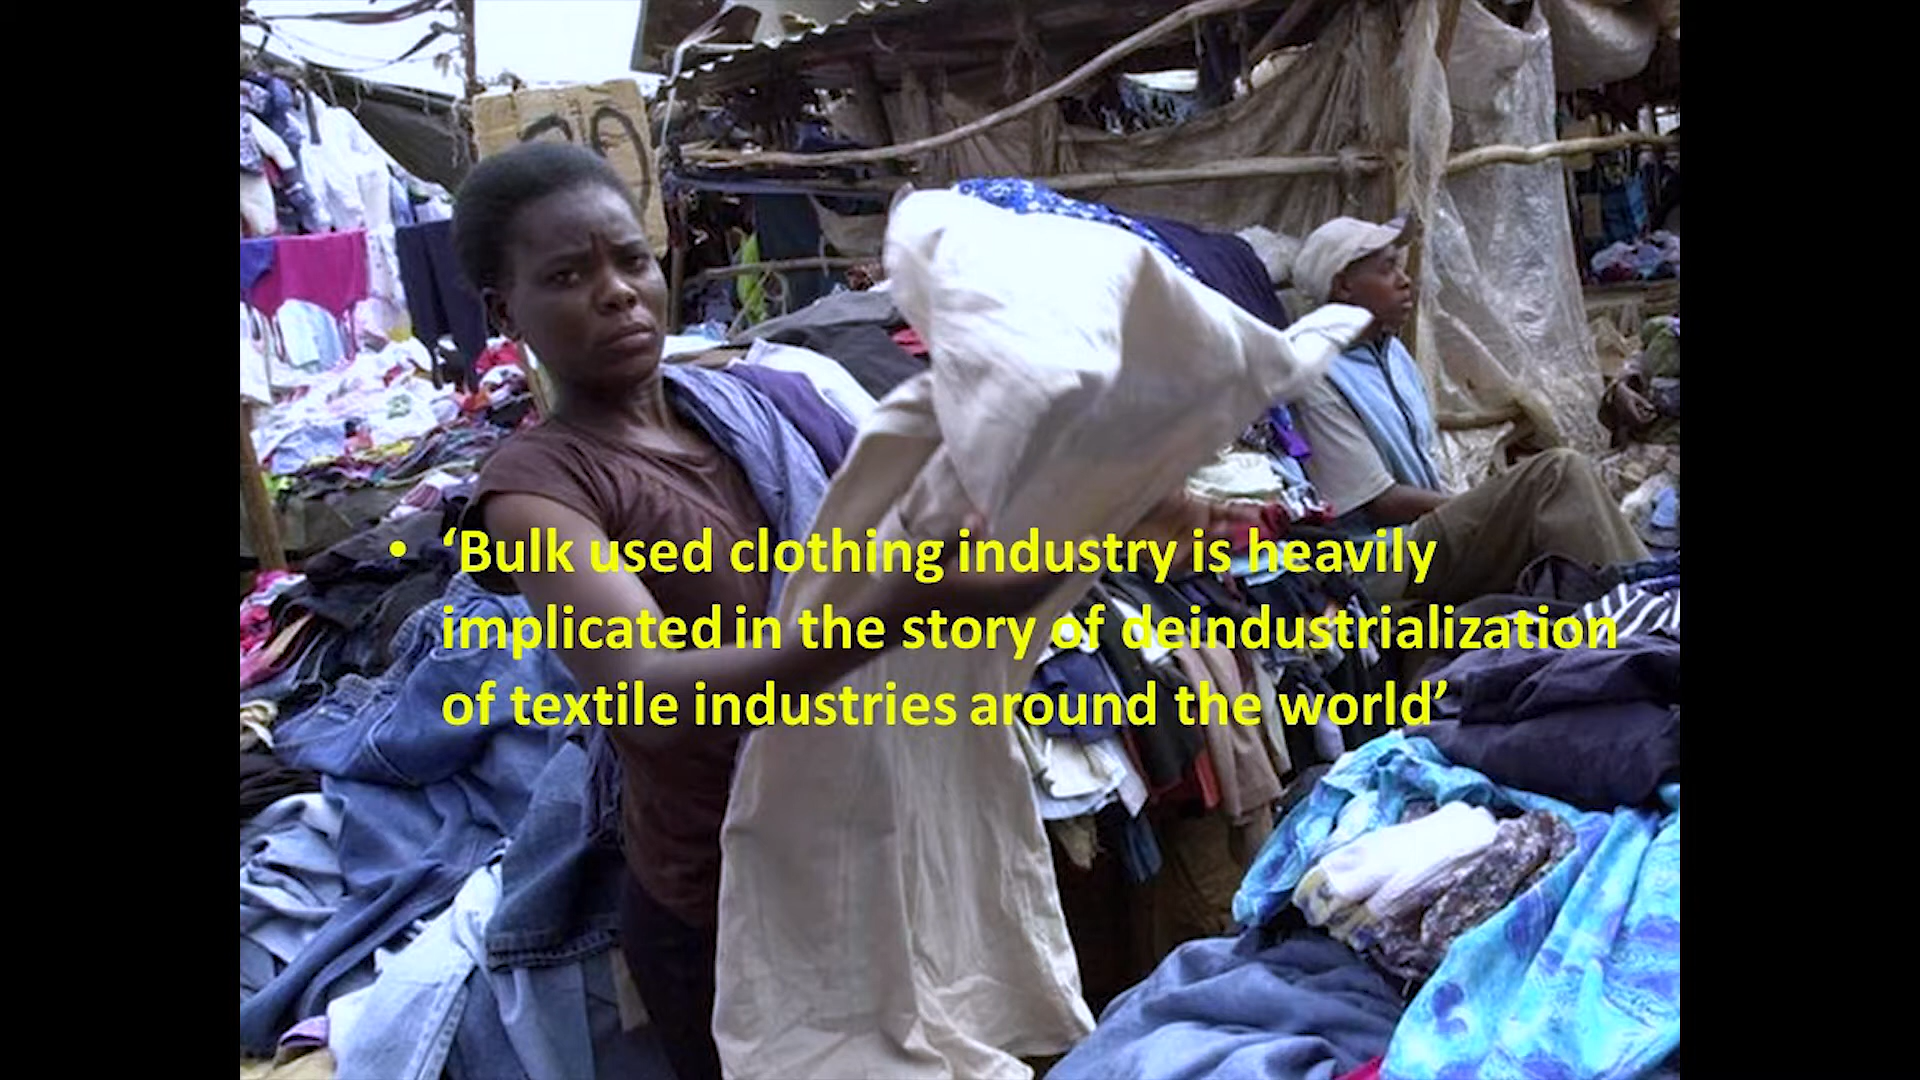 • ‘Bulk used clothing industry is heavily
implicated in the story of deindustrialization
of textile industries around the world’